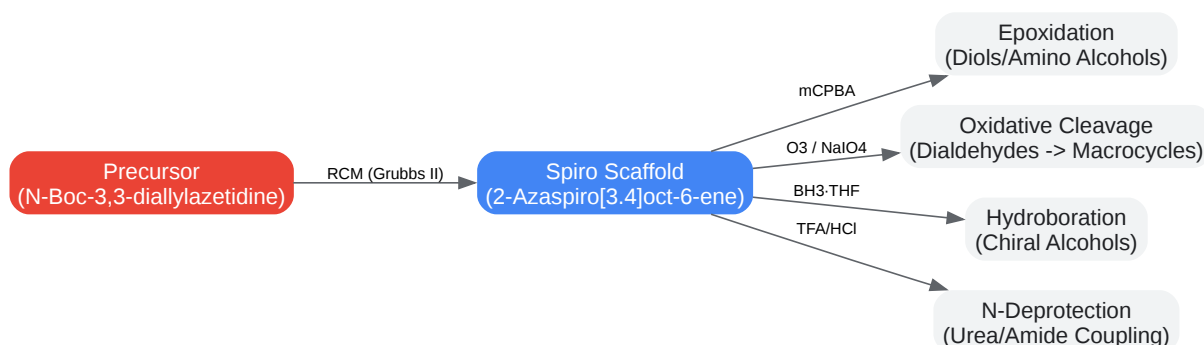 Precursor
(N-Boc-3,3-diallylazetidine)
RCM (Grubbs II)
Spiro Scaffold
(2-Azaspiro[3.4]oct-6-ene)
mCPBA
Epoxidation
(Diols/Amino Alcohols)
O3 / NaIO4
Oxidative Cleavage
(Dialdehydes -> Macrocycles)
BH3·THF
Hydroboration
(Chiral Alcohols)
TFA/HCl
N-Deprotection
(Urea/Amide Coupling)